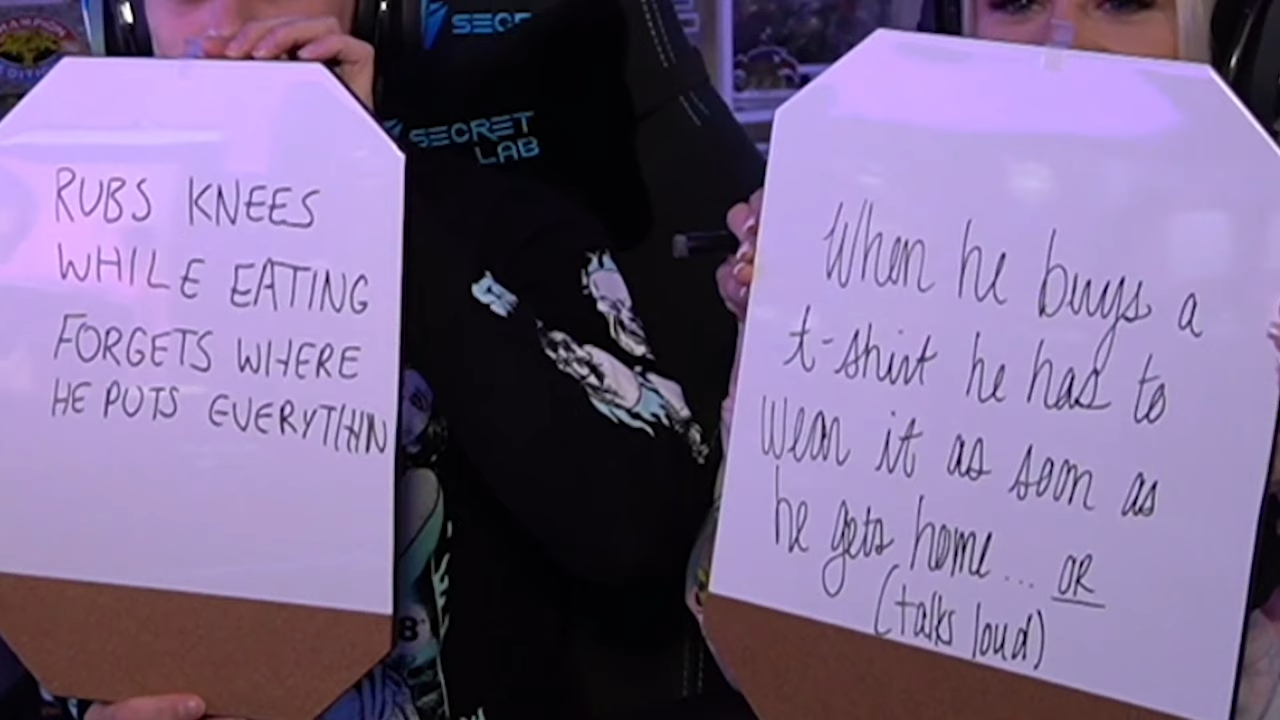 SECRET
LAB
RUBS KNEES
WHILE EATING
FORGETS WHERE
HE PUTS EVERYTHIN
When he buys a
t-shirt he has to
wear it as soon as
he gets home... OR
(talks loud)
8